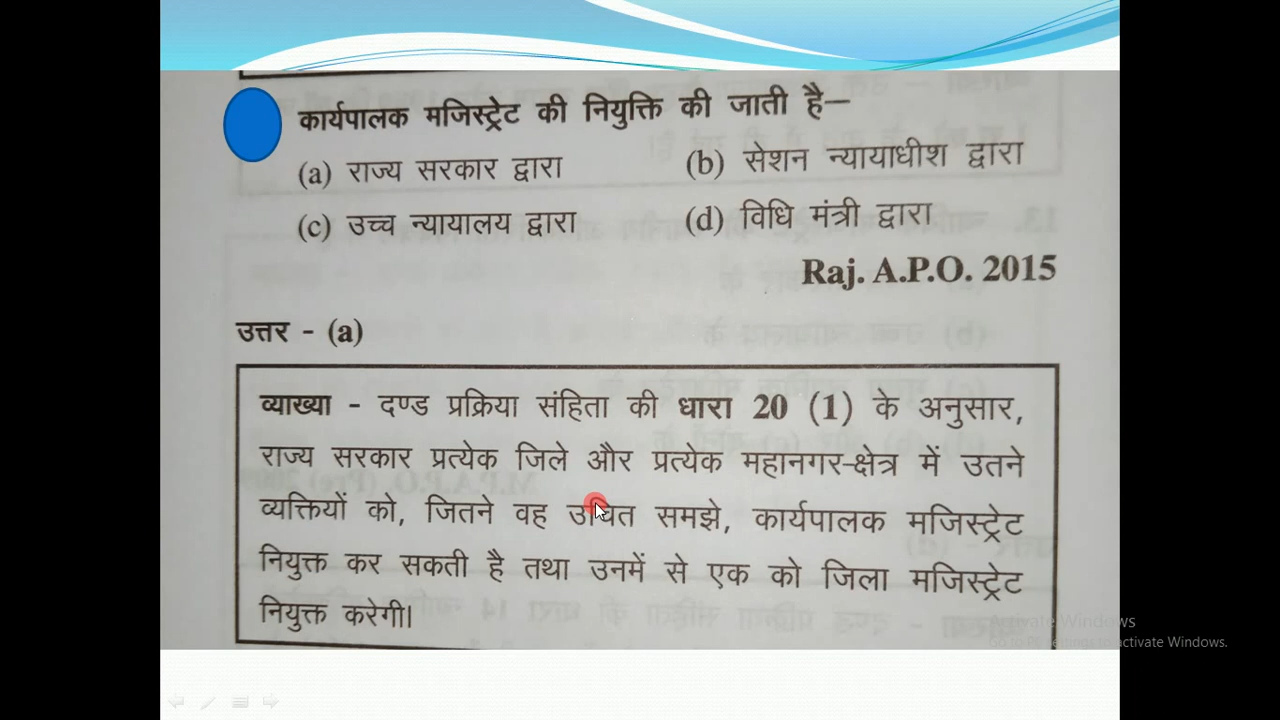 कार्यपालक मजिस्ट्रेट की नियुक्ति की जाती है–
(a) राज्य सरकार द्वारा (b) सेशन न्यायाधीश द्वारा
(c) उच्च न्यायालय द्वारा (d) विधि मंत्री द्वारा
Raj. A.P.O. 2015
उत्तर - (a)
व्याख्या - दण्ड प्रक्रिया संहिता की धारा 20 (1) के अनुसार,
राज्य सरकार प्रत्येक जिले और प्रत्येक महानगर-क्षेत्र में उतने
व्यक्तियों को, जितने वह उचित समझे, कार्यपालक मजिस्ट्रेट
नियुक्त कर सकती है तथा उनमें से एक को जिला मजिस्ट्रेट
नियुक्त करेगी।
Activate Windows
activate Windows.